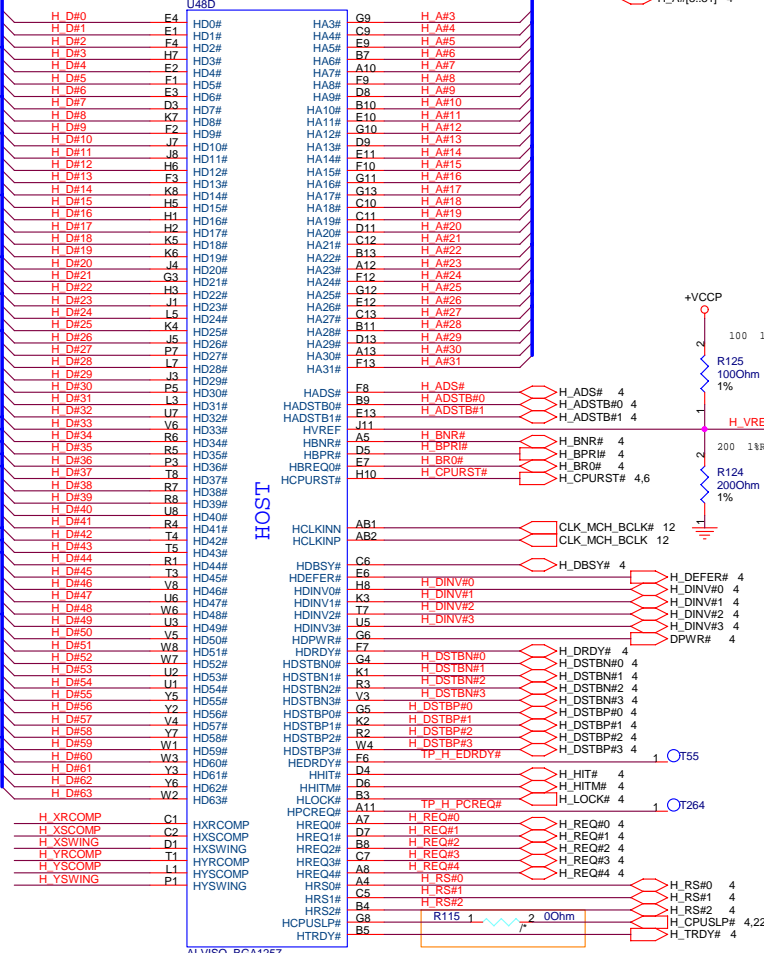 U48D
H_D#0 E4 HD0# HA3# G9 H_A#3
H_D#1 E1 HD1# HA4# C9 H_A#4
H_D#2 F4 HD2# HA5# E9 H_A#5
H_D#3 H7 HD3# HA6# B7 H_A#6
H_D#4 E2 HD4# HA7# A10 H_A#7
H_D#5 F1 HD5# HA8# F9 H_A#8
H_D#6 E3 HD6# HA9# D8 H_A#9
H_D#7 D3 HD7# HA10# B10 H_A#10
H_D#8 K7 HD8# HA11# E10 H_A#11
H_D#9 F2 HD9# HA12# G10 H_A#12
H_D#10 J7 HD10# HA13# D9 H_A#13
H_D#11 J8 HD11# HA14# E11 H_A#14
H_D#12 H6 HD12# HA15# F10 H_A#15
H_D#13 F3 HD13# HA16# G11 H_A#16
H_D#14 K8 HD14# HA17# G13 H_A#17
H_D#15 H5 HD15# HA18# C10 H_A#18
H_D#16 H1 HD16# HA19# C11 H_A#19
H_D#17 H2 HD17# HA20# D11 H_A#20
H_D#18 K5 HD18# HA21# C12 H_A#21
H_D#19 K6 HD19# HA22# B13 H_A#22
H_D#20 J4 HD20# HA23# A12 H_A#23
H_D#21 G3 HD21# HA24# F12 H_A#24
H_D#22 H3 HD22# HA25# G12 H_A#25
H_D#23 J1 HD23# HA26# E12 H_A#26
H_D#24 L5 HD24# HA27# C13 H_A#27
H_D#25 K4 HD25# HA28# B11 H_A#28
H_D#26 J5 HD26# HA29# D13 H_A#29
H_D#27 P7 HD27# HA30# A13 H_A#30
H_D#28 L7 HD28# HA31# F13 H_A#31
H_D#29 J3 HD29#
H_D#30 P5 HD30# HADS# F8 H_ADS# H_ADS# 4
H_D#31 L3 HD31# HADSTB0# B9 H_ADSTB#0 H_ADSTB#0 4
H_D#32 U7 HD32# HADSTB1# E13 H_ADSTB#1 H_ADSTB#1 4
H_D#33 V6 HD33# HVREF J11
H_D#34 R6 HD34# HBNR# A5 H_BNR# H_BNR# 4
H_D#35 R5 HD35# HBPRI# D5 H_BPRI# H_BPRI# 4
H_D#36 P3 HD36# HBREQ0# E7 H_BR0# H_BR0# 4
H_D#37 T8 HD37# HCPURST# H10 H_CPURST# H_CPURST# 4,6
H_D#38 R7 HD38#
H_D#39 R8 HD39#
H_D#40 U8 HD40#
H_D#41 R4 HD41# HCLKINN AB1 CLK_MCH_BCLK# 12
H_D#42 T4 HD42# HCLKINP AB2 CLK_MCH_BCLK 12
H_D#43 T5 HD43#
H_D#44 R1 HD44# HDBSY# C6 H_DBSY# 4
H_D#45 T3 HD45# HDEFER# E6 H_DEFER# 4
H_D#46 V8 HD46# HDINV0# H8 H_DINV#0 H_DINV#0 4
H_D#47 U6 HD47# HDINV1# K3 H_DINV#1 H_DINV#1 4
H_D#48 W6 HD48# HDINV2# T7 H_DINV#2 H_DINV#2 4
H_D#49 U3 HD49# HDINV3# U5 H_DINV#3 H_DINV#3 4
H_D#50 V5 HD50# HDPWR# G6 DPWR# 4
H_D#51 W8 HD51# HDRDY# F7 H_DRDY# 4
H_D#52 W7 HD52# HDSTBN0# G4 H_DSTBN#0 H_DSTBN#0 4
H_D#53 U2 HD53# HDSTBN1# K1 H_DSTBN#1 H_DSTBN#1 4
H_D#54 U1 HD54# HDSTBN2# R3 H_DSTBN#2 H_DSTBN#2 4
H_D#55 Y5 HD55# HDSTBN3# V3 H_DSTBN#3 H_DSTBN#3 4
H_D#56 Y2 HD56# HDSTBP0# G5 H_DSTBP#0 H_DSTBP#0 4
H_D#57 V4 HD57# HDSTBP1# K2 H_DSTBP#1 H_DSTBP#1 4
H_D#58 Y7 HD58# HDSTBP2# R2 H_DSTBP#2 H_DSTBP#2 4
H_D#59 W1 HD59# HDSTBP3# W4 H_DSTBP#3 H_DSTBP#3 4
H_D#60 W3 HD60# HEDRDY# F6 TP_H_EDRDY# 1 T55
H_D#61 Y3 HD61# HHIT# D4 H_HIT# 4
H_D#62 Y6 HD62# HHITM# D6 H_HITM# 4
H_D#63 W2 HD63# HLOCK# B3 H_LOCK# 4
HPCREQ# A11 TP_H_PCREQ# 1 T264
H_XRCOMP C1 HXRCOMP HREQ0# A7 H_REQ#0 H_REQ#0 4
H_XSCOMP C2 HXSCOMP HREQ1# D7 H_REQ#1 H_REQ#1 4
H_XSWING D1 HXSWING HREQ2# B8 H_REQ#2 H_REQ#2 4
H_YRCOMP T1 HYRCOMP HREQ3# C7 H_REQ#3 H_REQ#3 4
H_YSCOMP L1 HYSCOMP HREQ4# A8 H_REQ#4 H_REQ#4 4
H_YSWING P1 HYSWING HRS0# A4 H_RS#0 H_RS#0 4
HRS1# C5 H_RS#1 H_RS#1 4
HRS2# B4 H_RS#2 H_RS#2 4
HCPUSLP# G8 R115 1 2 0Ohm /* H_CPUSLP# 4,22
HTRDY# B5 H_TRDY# 4
HOST
+VCCP
2
100
R125
100Ohm
1%
1
H_VRE
2
200 1%R
R124
200Ohm
1%
1
ALVISO_BGA1257